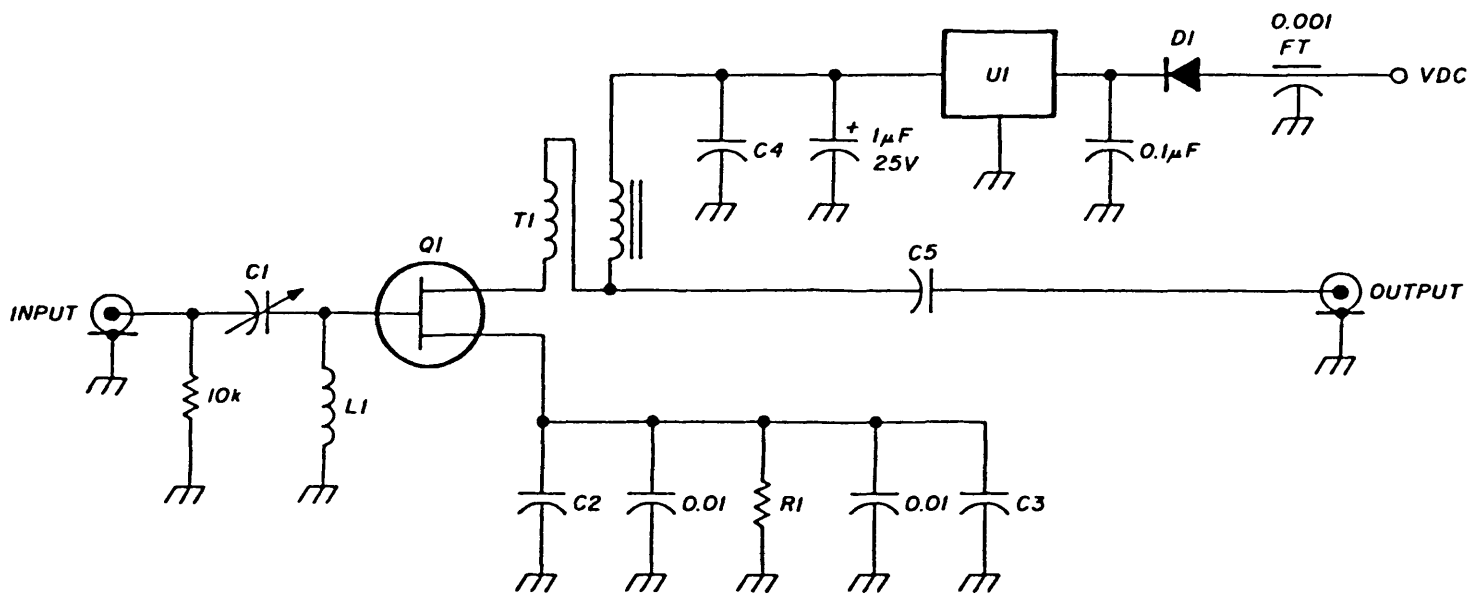 0.001
FT
D1
U1
VDC
+
1µF
25V
C4
0.1µF
T1
Q1
C5
C1
INPUT
OUTPUT
10k
L1
C2
0.01
R1
0.01
C3